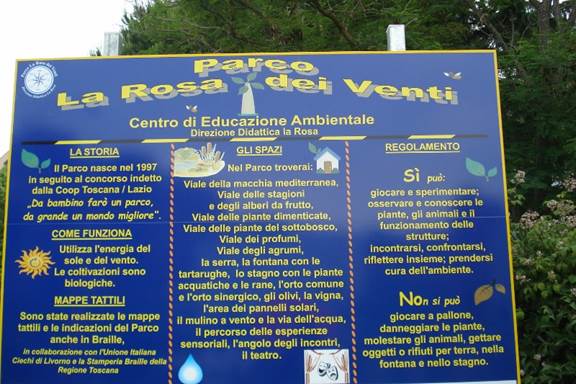 Parco
La Rosa dei Venti
Centro di Educazione Ambientale
Direzione Didattica la Rosa
LA STORIA
Il Parco nasce nel 1997
in seguito al concorso indetto
dalla Coop Toscana / Lazio
"Da bambino farò un parco,
da grande un mondo migliore".
COME FUNZIONA
Utilizza l'energia del
sole e del vento.
Le coltivazioni sono
biologiche.
MAPPE TATTILI
Sono state realizzate le mappe
tattili e le indicazioni del Parco
anche in Braille,
in collaborazione con l'Unione Italiana
Ciechi di Livorno e la Stamperia Braille della
Regione Toscana
GLI SPAZI
Nel Parco troverai:
Viale della macchia mediterranea,
Viale delle stagioni
e degli alberi da frutto,
Viale delle piante dimenticate,
Viale delle piante del sottobosco,
Viale dei profumi,
Viale degli agrumi,
la serra, la fontana con le
tartarughe, lo stagno con le piante
acquatiche e le rane, l'orto comune
e l'orto sinergico, gli olivi, la vigna,
l'area dei pannelli solari,
il mulino a vento e la via dell'acqua,
il percorso delle esperienze
sensoriali, l'angolo degli incontri,
il teatro.
REGOLAMENTO
Sì può:
giocare e sperimentare;
osservare e conoscere le
piante, gli animali e il
funzionamento delle
strutture;
incontrarsi, confrontarsi,
riflettere insieme; prendersi
cura dell'ambiente.
Non si può
giocare a pallone,
danneggiare le piante,
molestare gli animali, gettare
oggetti o rifiuti per terra, nella
fontana e nello stagno.